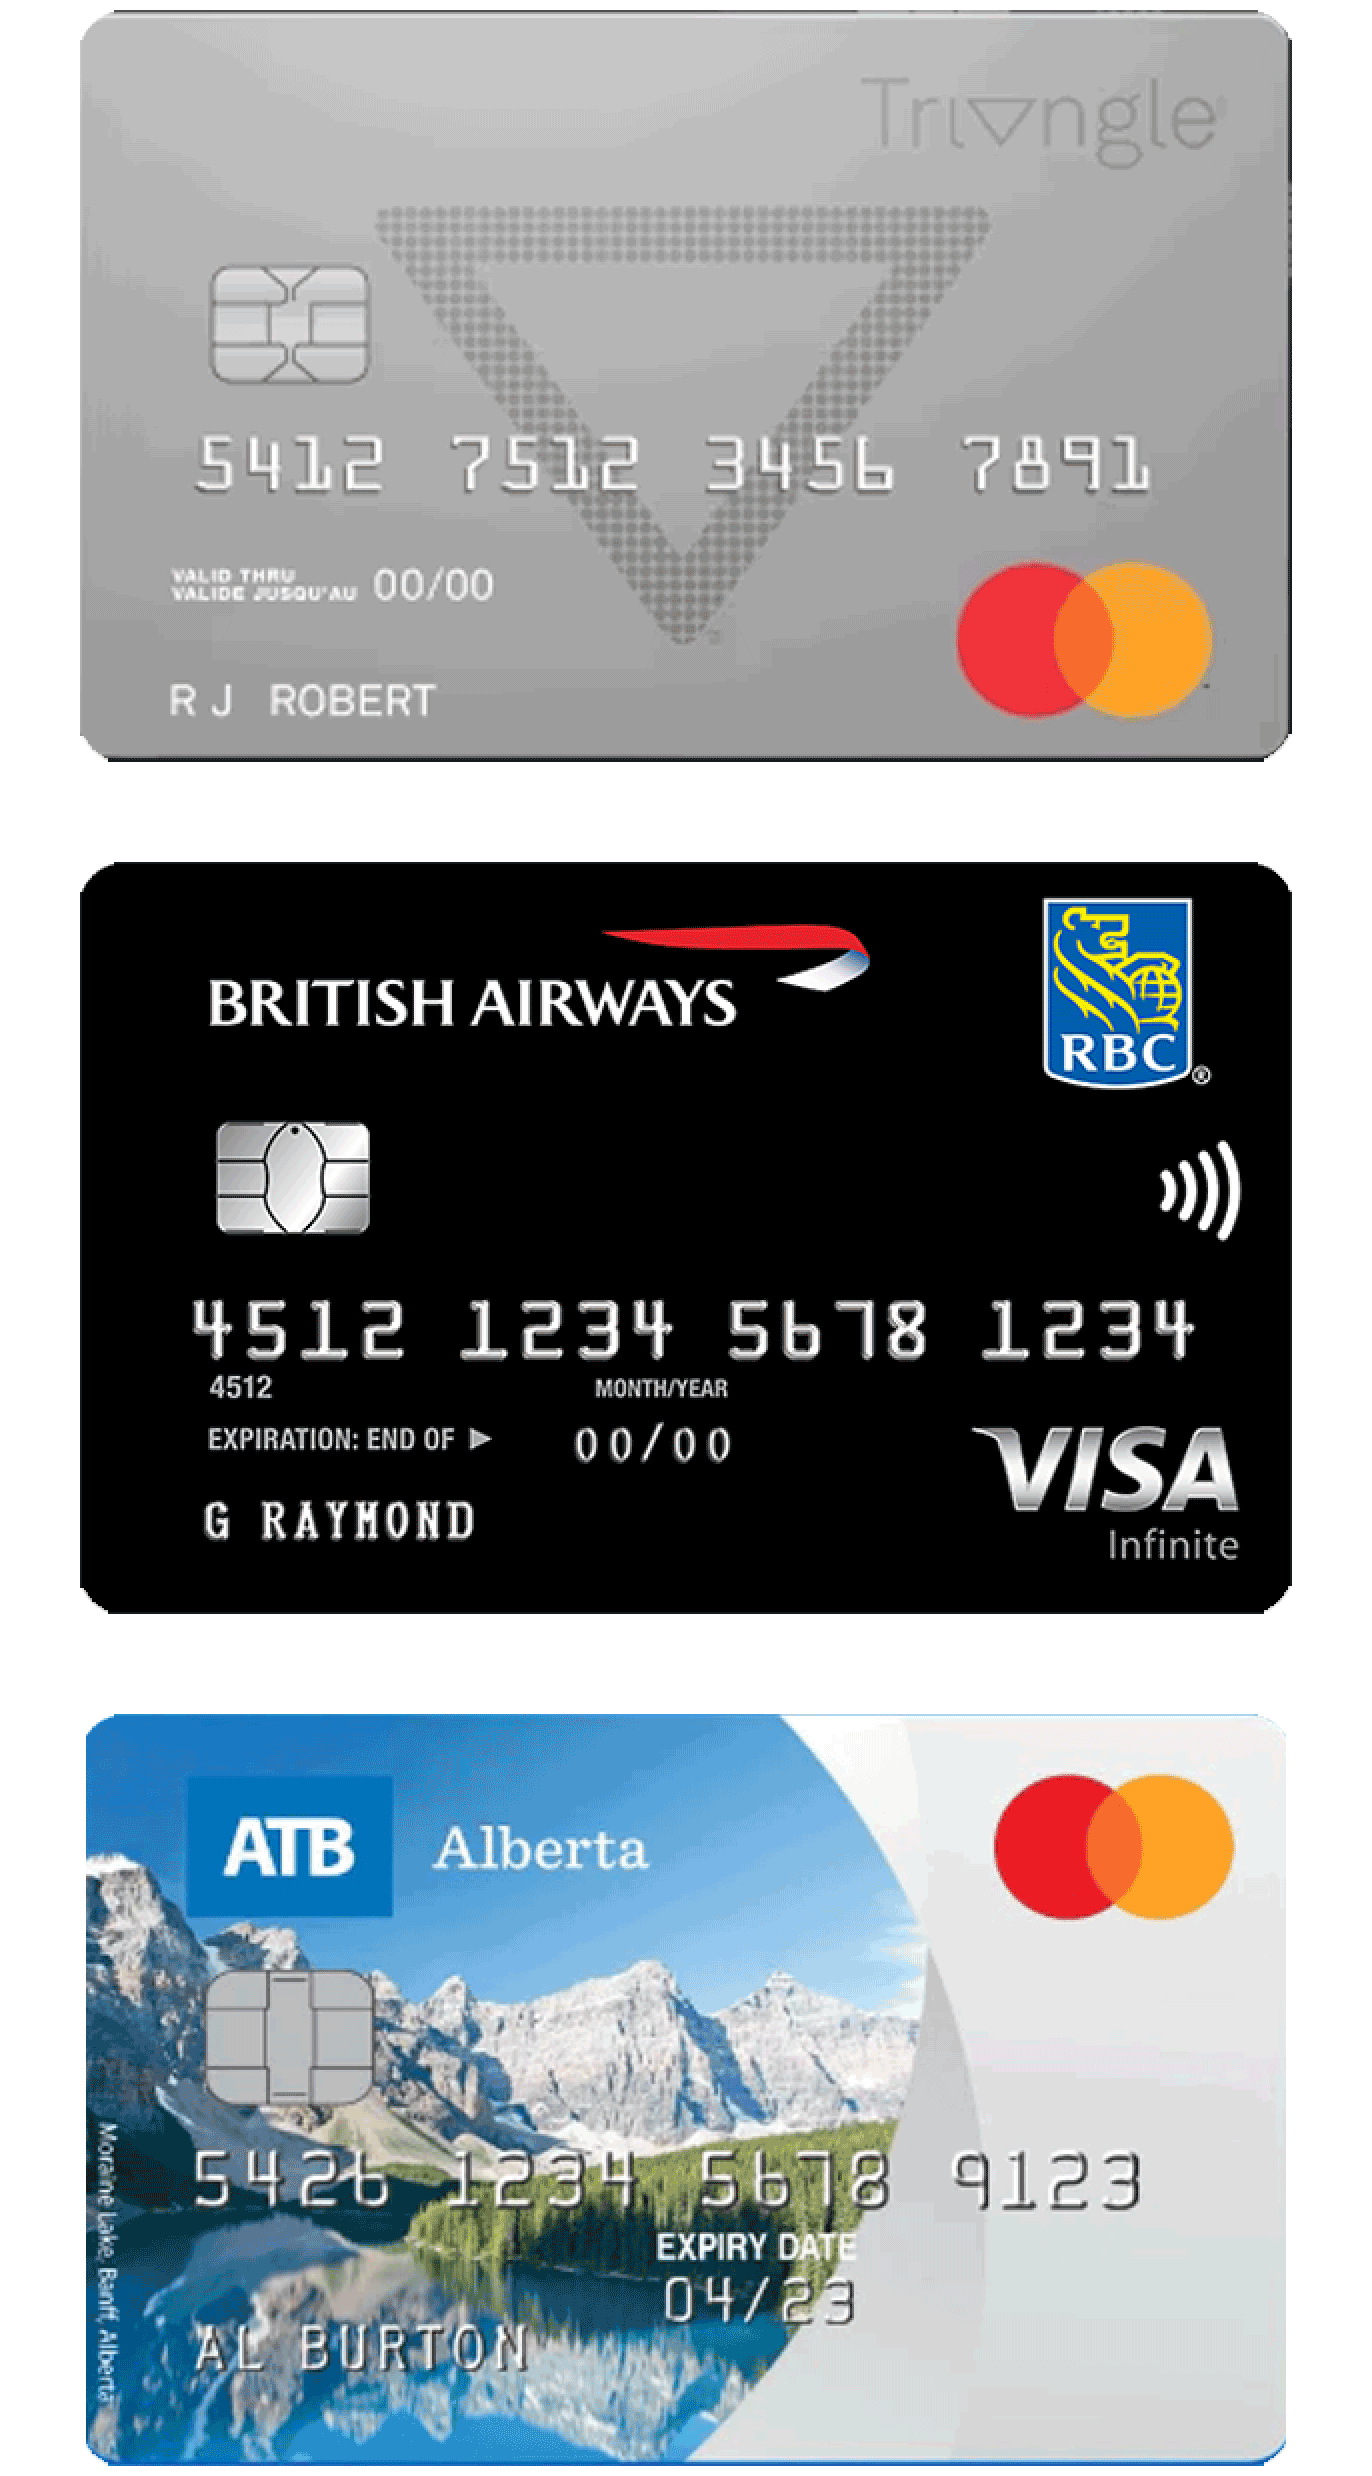 Triangle
5412 7512 3456 7891
VALID THRU
VALIDE JUSQU'AU 00/00
R J ROBERT
BRITISH AIRWAYS
RBC
®
4512 1234 5678 1234
4512 MONTH/YEAR
EXPIRATION: END OF 00/00
G RAYMOND
VISA
Infinite
ATB Alberta
Moraine Lake, Banff, Alberta
5426 1234 5678 9123
EXPIRY DATE
04/23
AL BURTON